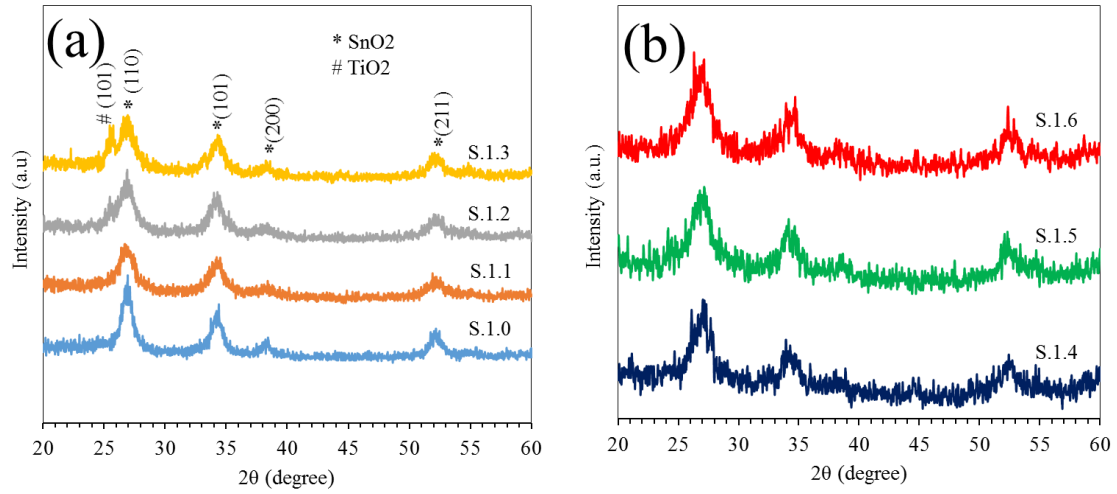 (a)
* SnO2
# TiO2
# (101)
* (110)
*(101)
*(200)
*(211)
S.1.3
S.1.2
S.1.1
S.1.0
Intensity (a.u)
20 25 30 35 40 45 50 55 60
2θ (degree)
(b)
S.1.6
S.1.5
S.1.4
Intensity (a.u.)
20 25 30 35 40 45 50 55 60
2θ (degree)